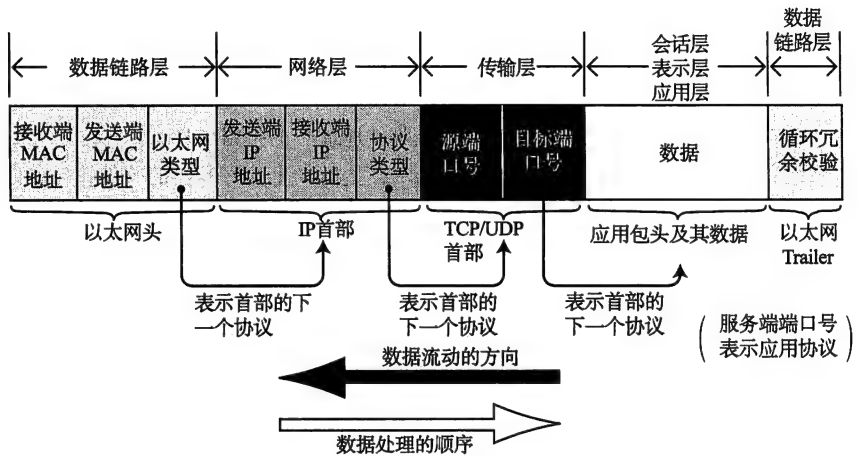 数据链路层
网络层
传输层
会话层
表示层
应用层
数据
链路层
接收端
MAC
地址
发送端
MAC
地址
以太网
类型
发送端
IP
地址
接收端
IP
地址
协议
类型
源端
口号
目标端
口号
数据
循环冗
余校验
以太网头
IP首部
TCP/UDP
首部
应用包头及其数据
以太网
Trailer
表示首部的下
一个协议
表示首部的
下一个协议
表示首部的
下一个协议
(服务端端口号
表示应用协议)
数据流动的方向
数据处理的顺序